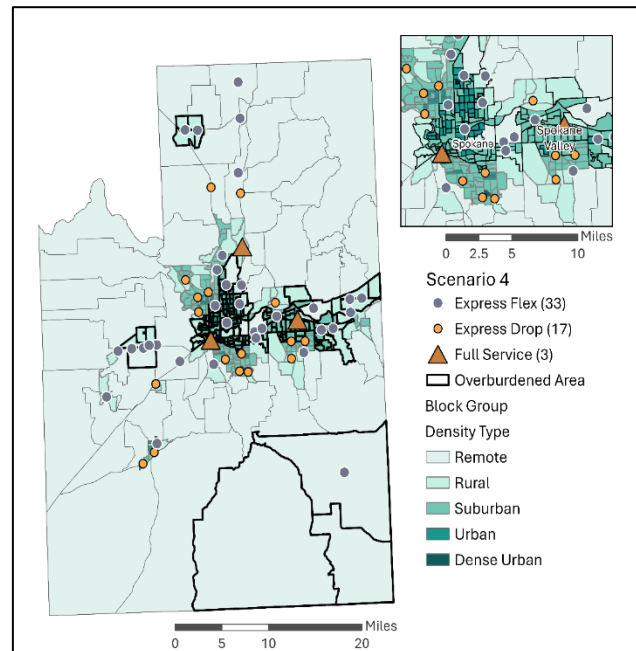 Spokane
Spokane
Valley
Miles
0 2.5 5 10
Scenario 4
Express Flex (33)
Express Drop (17)
Full Service (3)
Overburdened Area
Block Group
Density Type
Remote
Rural
Suburban
Urban
Dense Urban
Miles
0 5 10 20